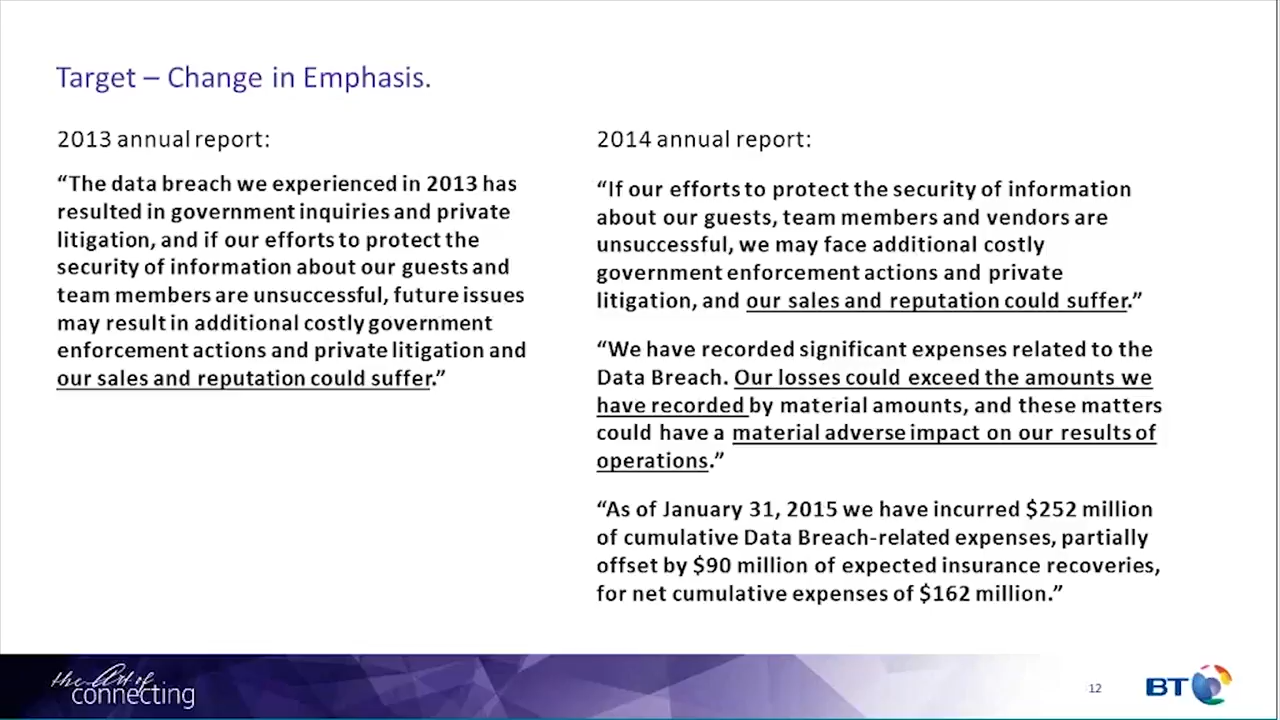 Target – Change in Emphasis.
2013 annual report:
“The data breach we experienced in 2013 has
resulted in government inquiries and private
litigation, and if our efforts to protect the
security of information about our guests and
team members are unsuccessful, future issues
may result in additional costly government
enforcement actions and private litigation and
our sales and reputation could suffer.”
2014 annual report:
“If our efforts to protect the security of information
about our guests, team members and vendors are
unsuccessful, we may face additional costly
government enforcement actions and private
litigation, and our sales and reputation could suffer.”
“We have recorded significant expenses related to the
Data Breach. Our losses could exceed the amounts we
have recorded by material amounts, and these matters
could have a material adverse impact on our results of
operations.”
“As of January 31, 2015 we have incurred $252 million
of cumulative Data Breach-related expenses, partially
offset by $90 million of expected insurance recoveries,
for net cumulative expenses of $162 million.”
the Art of
connecting
12
BT